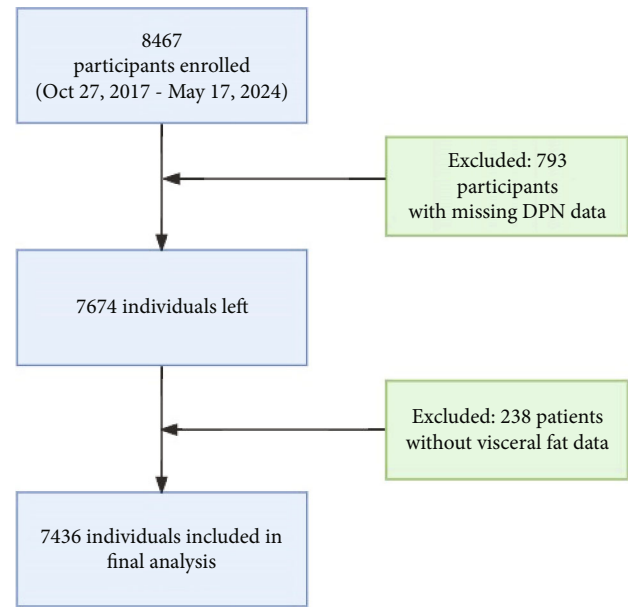 8467
participants enrolled
(Oct 27, 2017 - May 17, 2024)
Excluded: 793
participants
with missing DPN data
7674 individuals left
Excluded: 238 patients
without visceral fat data
7436 individuals included in
final analysis